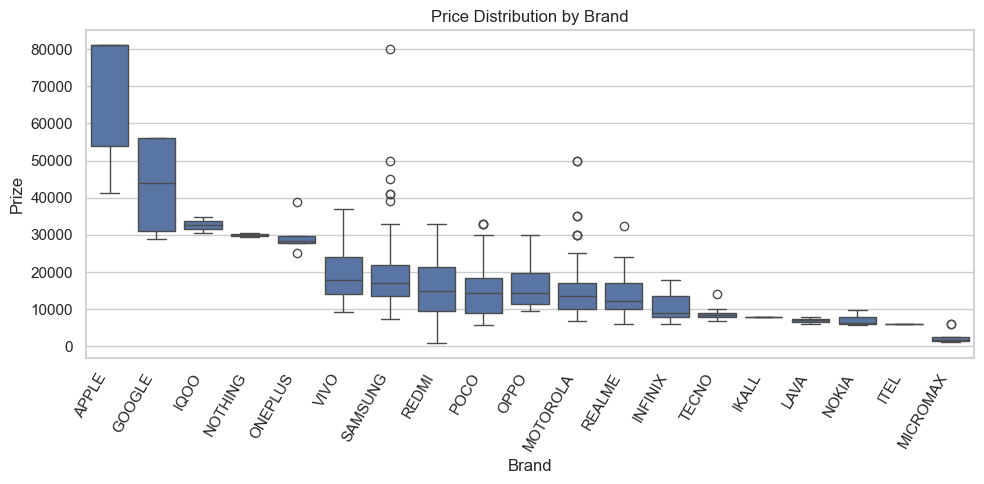 Price Distribution by Brand
Prize
80000
70000
60000
50000
40000
30000
20000
10000
0
APPLE
GOOGLE
IQOO
NOTHING
ONEPLUS
VIVO
SAMSUNG
REDMI
POCO
OPPO
MOTOROLA
REALME
INFINIX
TECNO
IKALL
LAVA
NOKIA
ITEL
MICROMAX
Brand